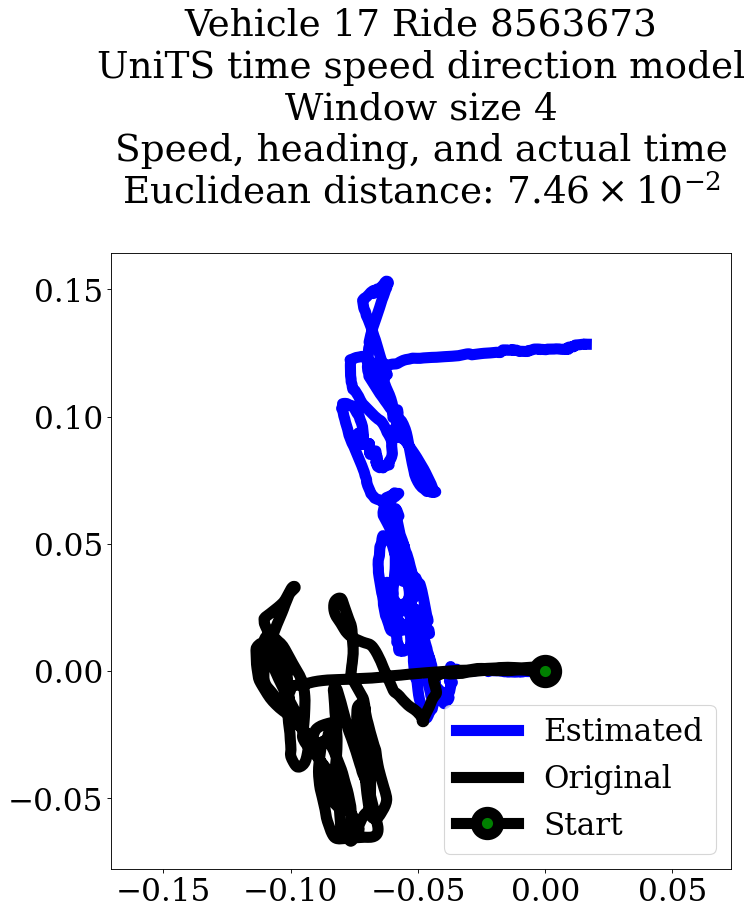 Vehicle 17 Ride 8563673
UniTS time speed direction model
Window size 4
Speed, heading, and actual time
Euclidean distance: 7.46 × 10⁻²
0.15
0.10
0.05
0.00
−0.05
Estimated
Original
Start
−0.15
−0.10
−0.05
0.00
0.05